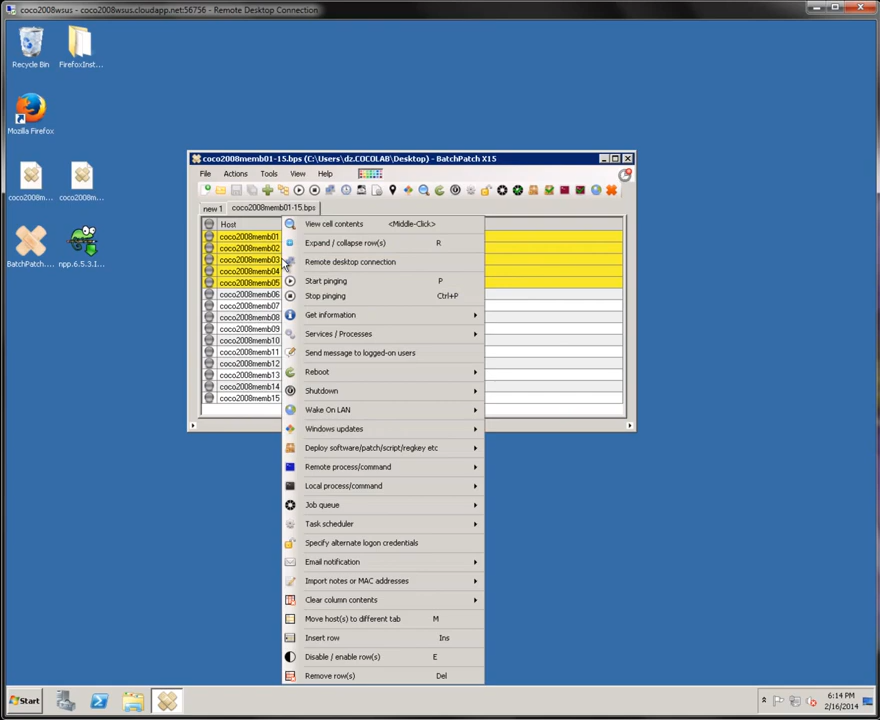 coco2008wsus - coco2008wsus.cloudapp.net:56756 - Remote Desktop Connection
Recycle Bin
FirefoxInst...
Mozilla Firefox
coco2008m...
coco2008m...
BatchPatch....
npp.6.5.3.I...
coco2008memb01-15.bps (C:\Users\dz.COCOLAB\Desktop) - BatchPatch X15
File
Actions
Tools
View
Help
new 1
coco2008memb01-15.bps
Host
coco2008memb01
coco2008memb02
coco2008memb03
coco2008memb04
coco2008memb05
coco2008memb06
coco2008memb07
coco2008memb08
coco2008memb09
coco2008memb10
coco2008memb11
coco2008memb12
coco2008memb13
coco2008memb14
coco2008memb15
View cell contents <Middle-Click>
Expand / collapse row(s) R
Remote desktop connection
Start pinging P
Stop pinging Ctrl+P
Get information
Services / Processes
Send message to logged-on users
Reboot
Shutdown
Wake On LAN
Windows updates
Deploy software/patch/script/regkey etc
Remote process/command
Local process/command
Job queue
Task scheduler
Specify alternate logon credentials
Email notification
Import notes or MAC addresses
Clear column contents
Move host(s) to different tab M
Insert row Ins
Disable / enable row(s) E
Remove row(s) Del
Start
6:14 PM
2/16/2014